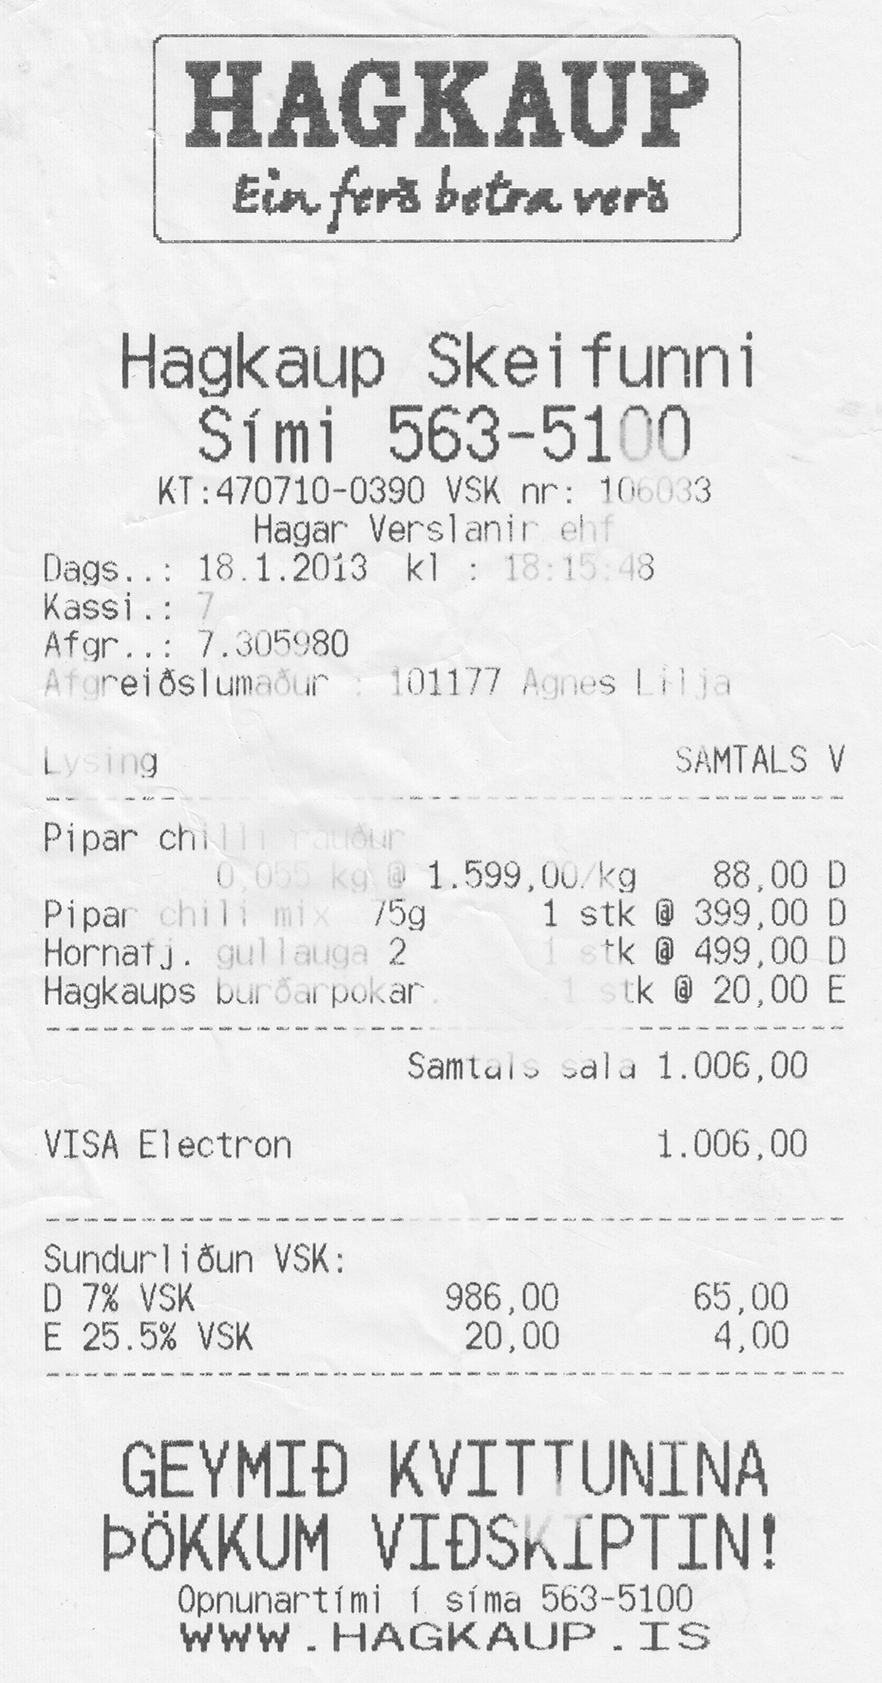 HAGKAUP
Ein ferð betra verð
Hagkaup Skeifunni
Sími 563-5100
KT:470710-0390 VSK nr: 106033
Hagar Verslanir ehf
Dags..: 18.1.2013 kl : 18:15:48
Kassi.: 7
Afgr..: 7.305980
Afgreiðslumaður : 101177 Agnes Lilja
Lysing SAMTALS V
Pipar chilli rauður
0,055 kg @ 1.599,00/kg 88,00 D
Pipar chili mix 75g 1 stk @ 399,00 D
Hornafj. gullauga 2 1 stk @ 499,00 D
Hagkaups burðarpokar. 1 stk @ 20,00 E
Samtals sala 1.006,00
VISA Electron 1.006,00
Sundurliðun VSK:
D 7% VSK 986,00 65,00
E 25.5% VSK 20,00 4,00
GEYMIÐ KVITTUNINA
ÞÖKKUM VIÐSKIPTIN!
Opnunartími í síma 563-5100
WWW.HAGKAUP.IS